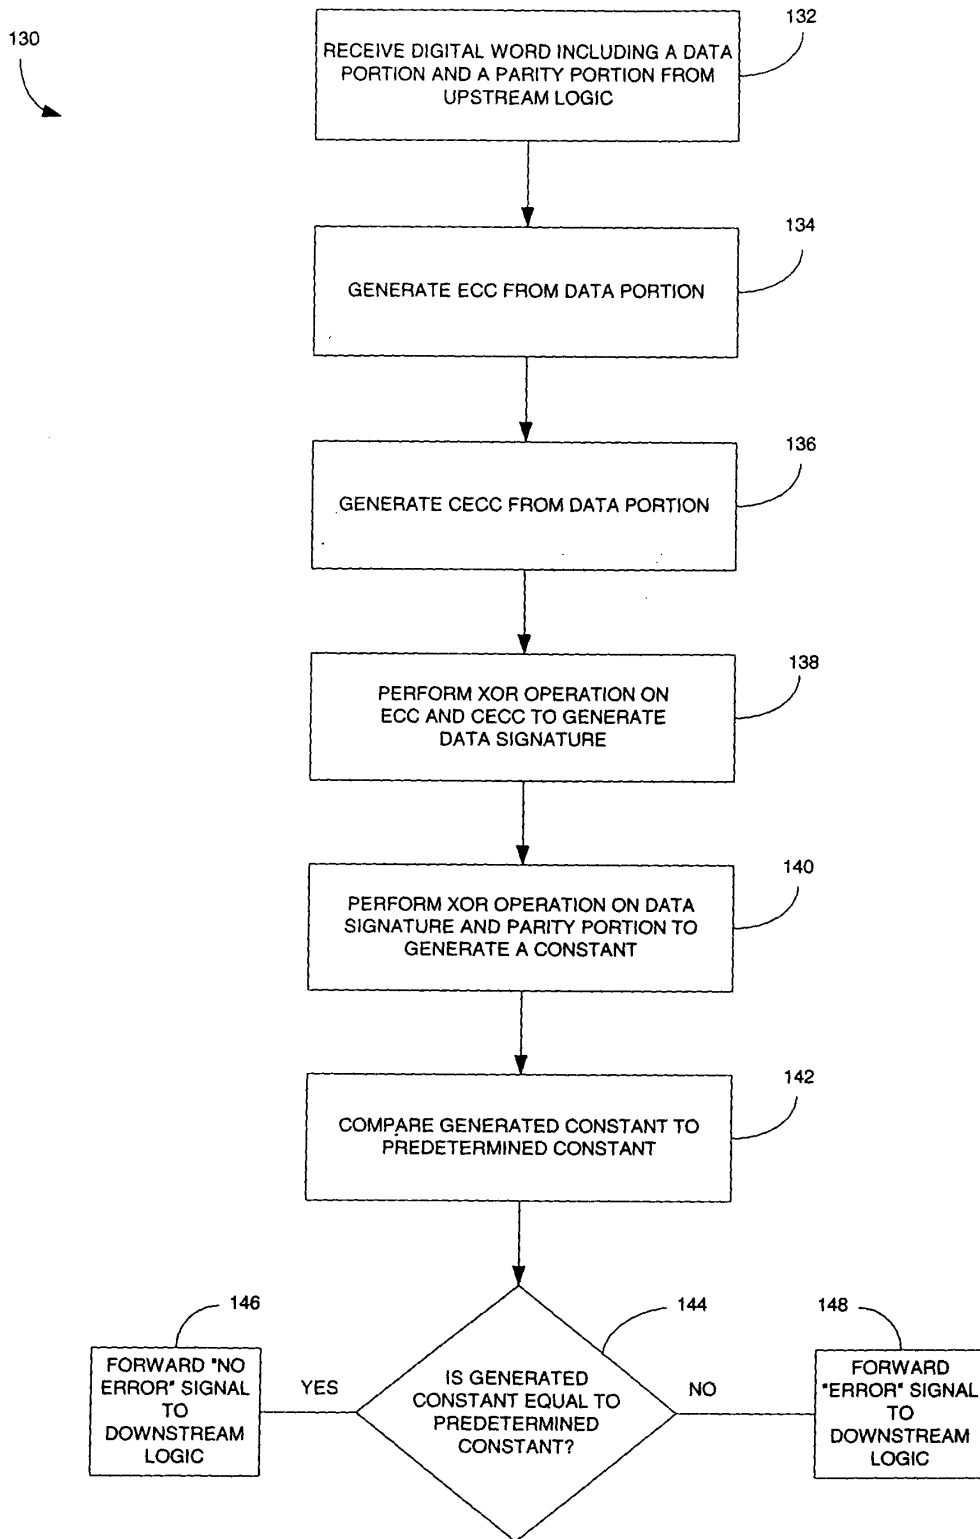 130
132
RECEIVE DIGITAL WORD INCLUDING A DATA
PORTION AND A PARITY PORTION FROM
UPSTREAM LOGIC
134
GENERATE ECC FROM DATA PORTION
136
GENERATE CECC FROM DATA PORTION
138
PERFORM XOR OPERATION ON
ECC AND CECC TO GENERATE
DATA SIGNATURE
140
PERFORM XOR OPERATION ON DATA
SIGNATURE AND PARITY PORTION TO
GENERATE A CONSTANT
142
COMPARE GENERATED CONSTANT TO
PREDETERMINED CONSTANT
144
IS GENERATED
CONSTANT EQUAL TO
PREDETERMINED
CONSTANT?
YES
146
FORWARD "NO
ERROR" SIGNAL
TO
DOWNSTREAM
LOGIC
NO
148
FORWARD
"ERROR" SIGNAL
TO
DOWNSTREAM
LOGIC